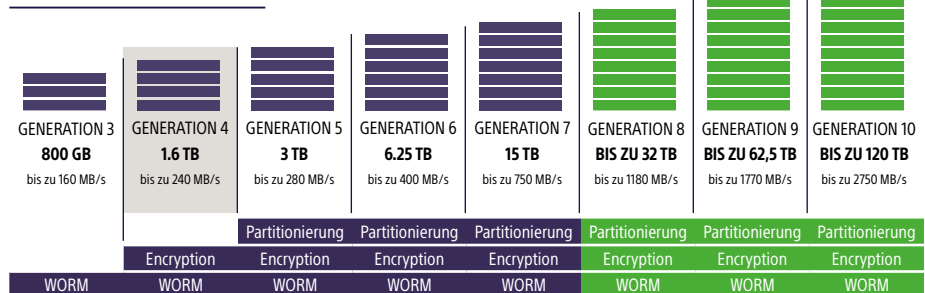 GENERATION 3 GENERATION 4 GENERATION 5 GENERATION 6 GENERATION 7 GENERATION 8 GENERATION 9 GENERATION 10
800 GB 1.6 TB 3 TB 6.25 TB 15 TB BIS ZU 32 TB BIS ZU 62,5 TB BIS ZU 120 TB
bis zu 160 MB/s bis zu 240 MB/s bis zu 280 MB/s bis zu 400 MB/s bis zu 750 MB/s bis zu 1180 MB/s bis zu 1770 MB/s bis zu 2750 MB/s
Partitionierung Partitionierung Partitionierung Partitionierung Partitionierung Partitionierung
Encryption Encryption Encryption Encryption Encryption Encryption Encryption
WORM WORM WORM WORM WORM WORM WORM WORM